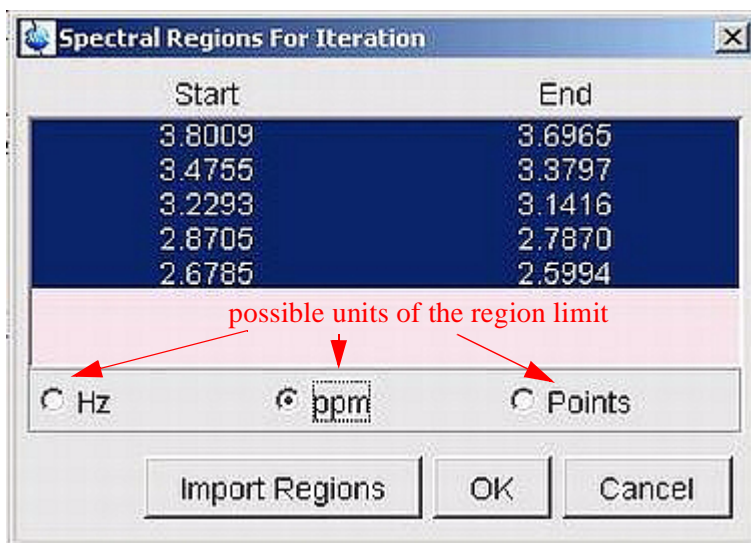 Spectral Regions For Iteration
Start End
3.8009 3.6965
3.4755 3.3797
3.2293 3.1416
2.8705 2.7870
2.6785 2.5994
possible units of the region limit
Hz ppm Points
Import Regions OK Cancel